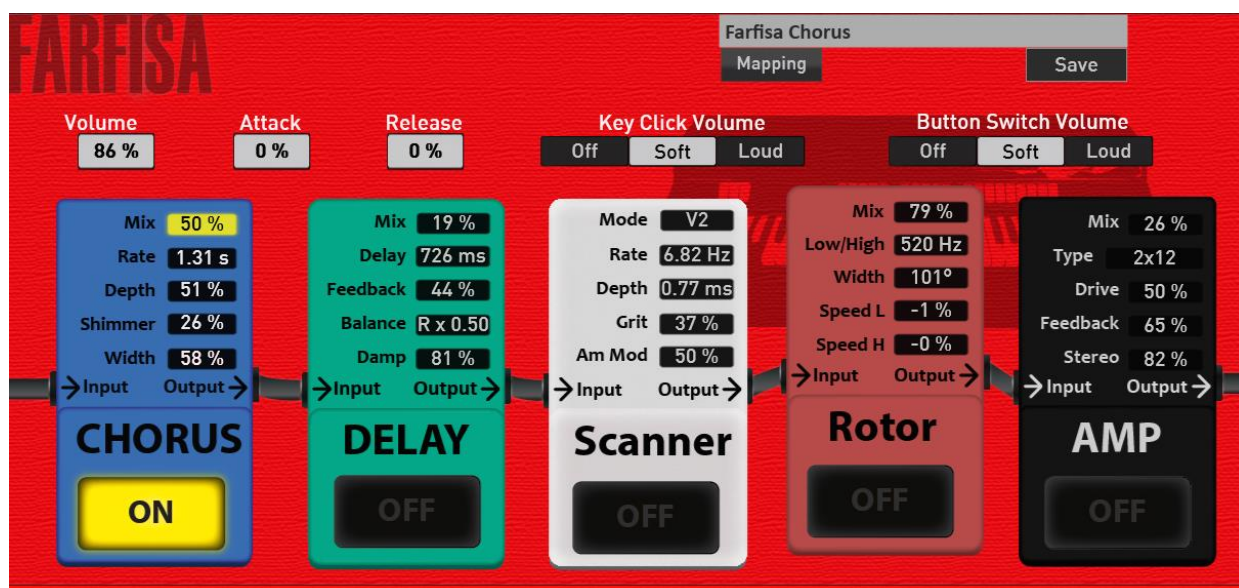 FARFISA
Farfisa Chorus
Mapping Save
Volume Attack Release Key Click Volume Button Switch Volume
86 % 0 % 0 % Off Soft Loud Off Soft Loud
Mix 50 %
Rate 1.31 s
Depth 51 %
Shimmer 26 %
Width 58 %
Input Output
CHORUS
ON
Mix 19 %
Delay 726 ms
Feedback 44 %
Balance R x 0.50
Damp 81 %
Input Output
DELAY
OFF
Mode V2
Rate 6.82 Hz
Depth 0.77 ms
Grit 37 %
Am Mod 50 %
Input Output
Scanner
OFF
Mix 79 %
Low/High 520 Hz
Width 101°
Speed L -1 %
Speed H -0 %
Input Output
Rotor
OFF
Mix 26 %
Type 2x12
Drive 50 %
Feedback 65 %
Stereo 82 %
Input Output
AMP
OFF